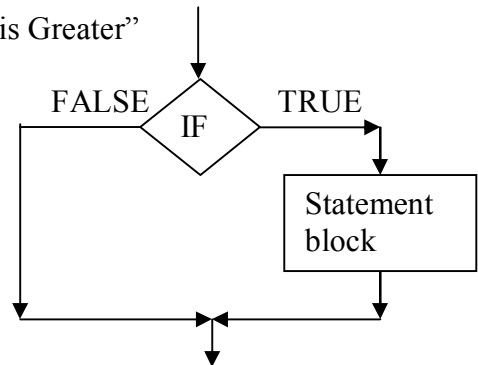 is Greater”
FALSE TRUE
IF
Statement
block